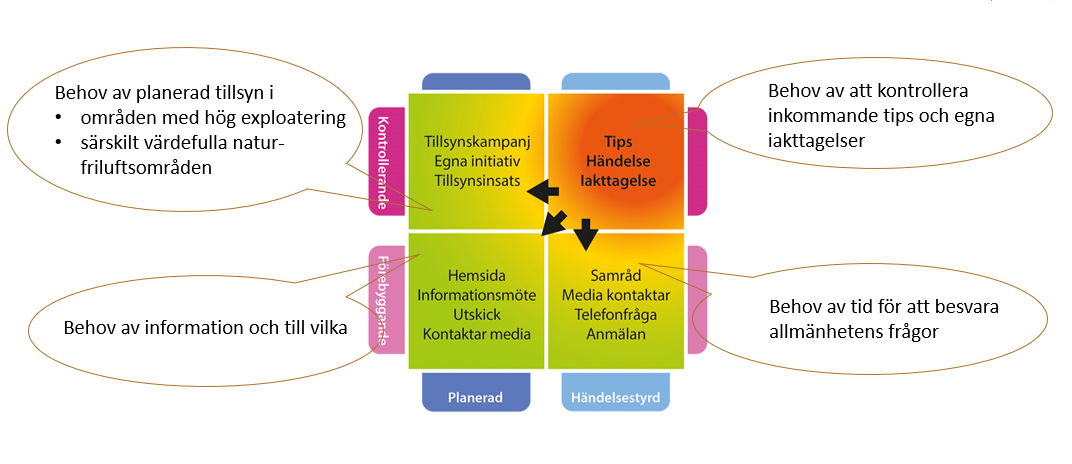 Behov av planerad tillsyn i
• områden med hög exploatering
• särskilt värdefulla natur-
friluftsområden
Behov av att kontrollera
inkommande tips och egna
iakttagelser
Kontrollerande
Tillsynskampanj
Egna initiativ
Tillsynsinsats
Tips
Händelse
Iakttagelse
Förebyggande
Hemsida
Informationsmöte
Utskick
Kontaktar media
Samråd
Media kontaktar
Telefonfråga
Anmälan
Behov av information och till vilka
Behov av tid för att besvara
allmänhetens frågor
Planerad
Händelsestyrd